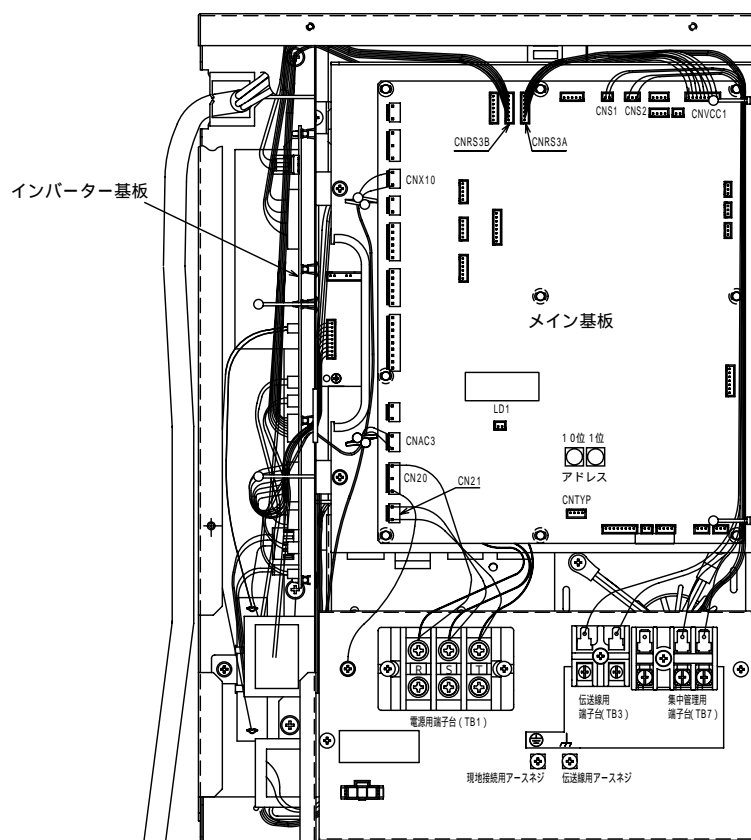 CNS1
CNS2
CNVCC1
CNRS3B
CNRS3A
CNX10
インバーター基板
メイン基板
LD1
10位 1位
アドレス
CNAC3
CN20
CN21
CNTYP
R
S
T
電源用端子台(TB1)
伝送線用
端子台(TB3)
集中管理用
端子台(TB7)
現地接続用アースネジ
伝送線用アースネジ